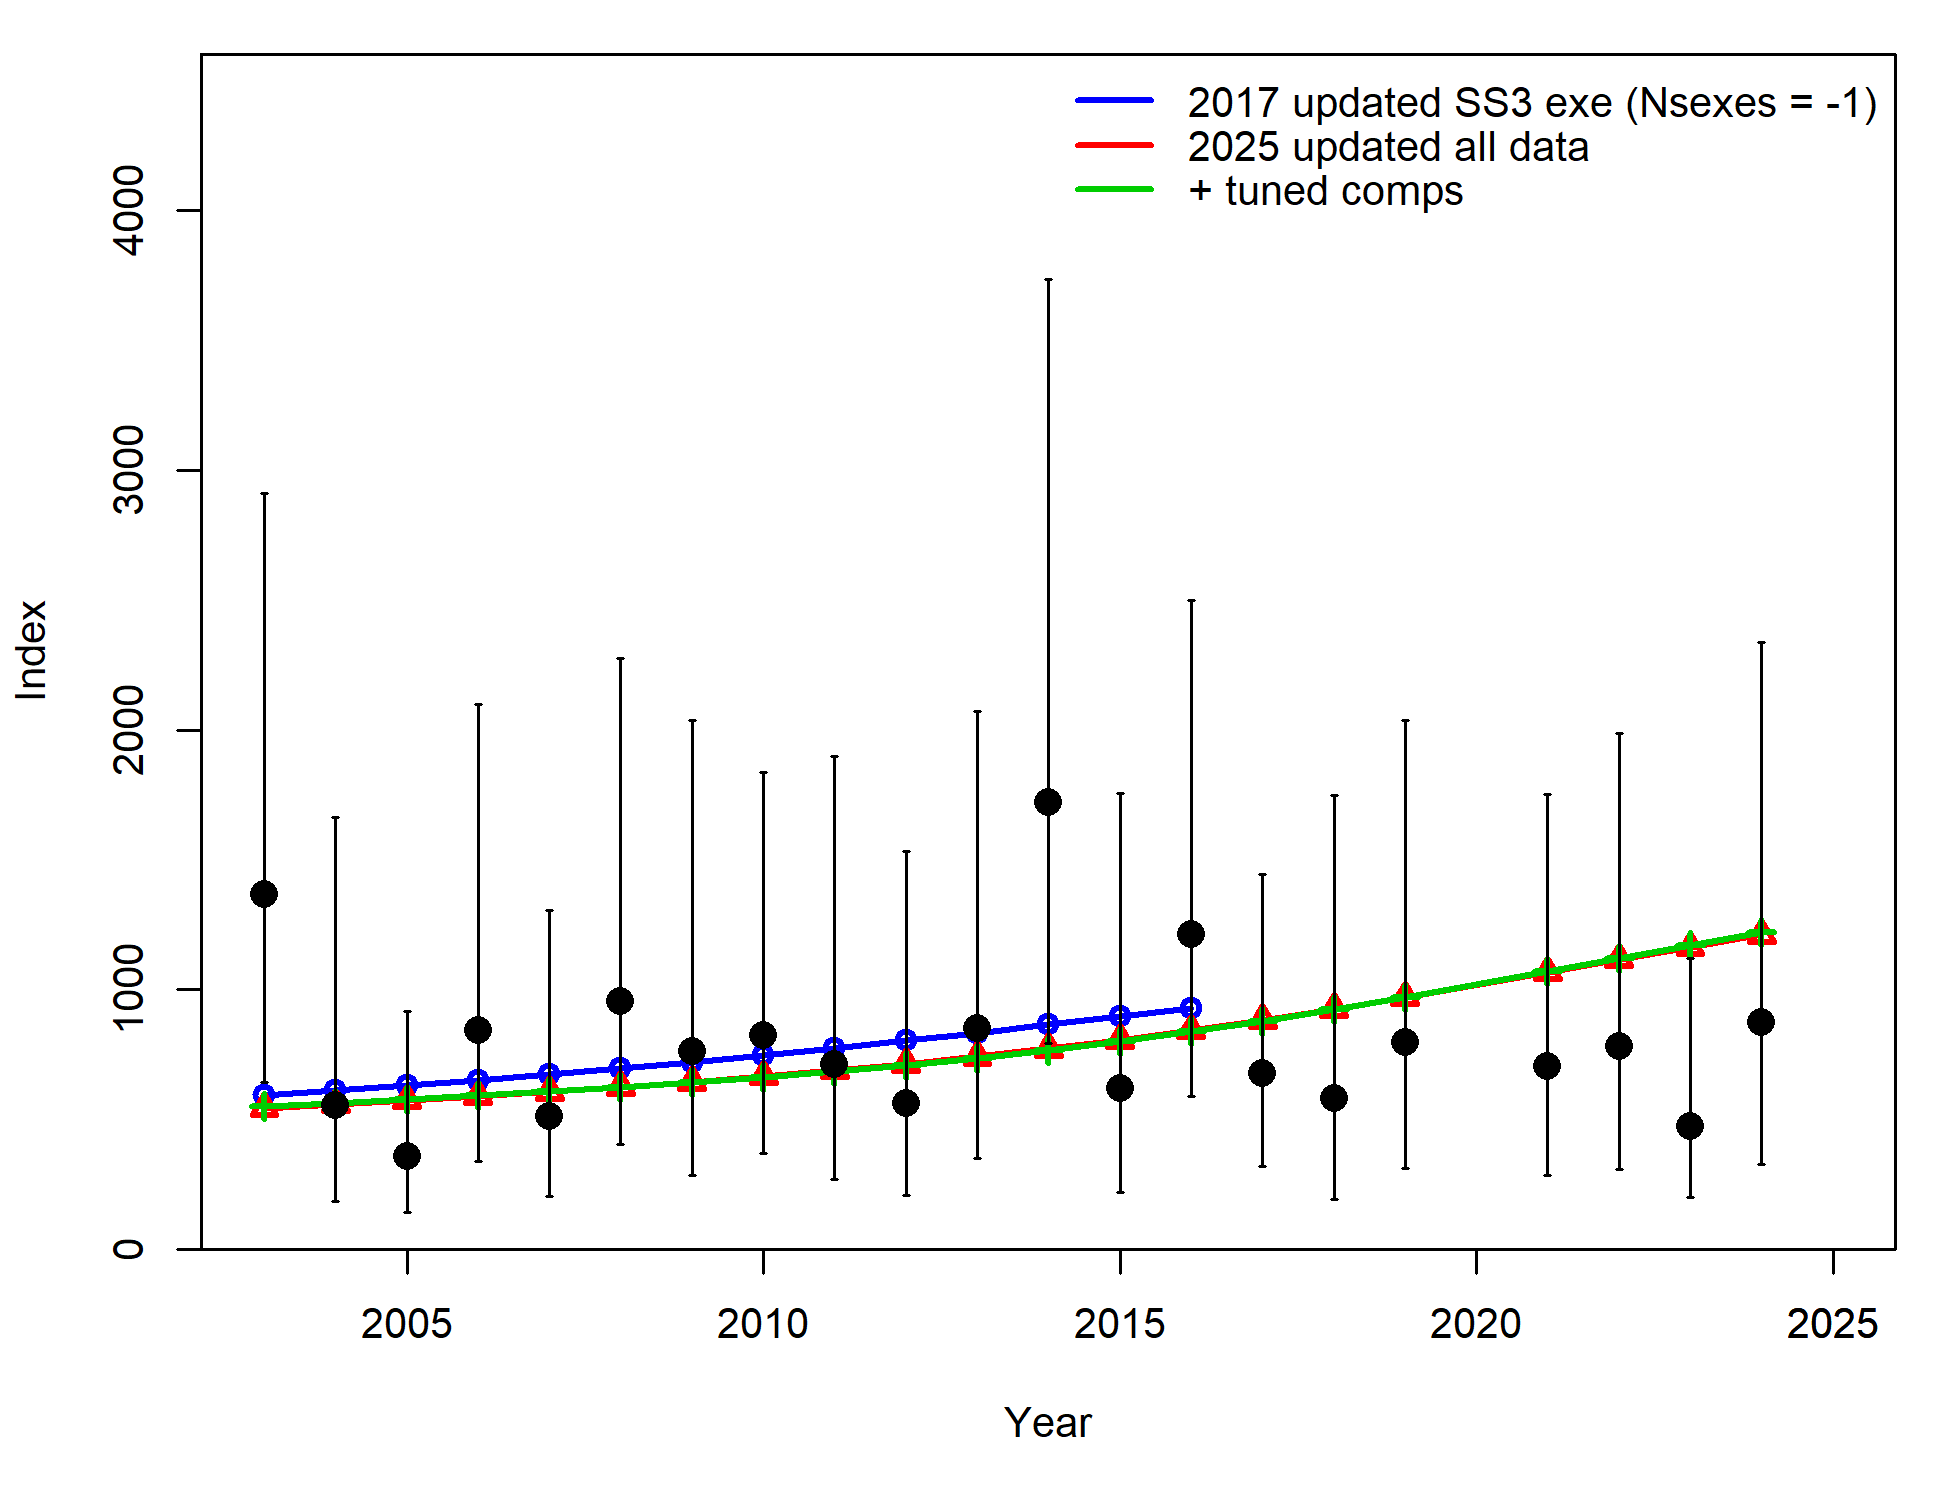 2017 updated SS3 exe (Nsexes = -1)
2025 updated all data
+ tuned comps
4000
3000
2000
1000
0
Index
2005 2010 2015 2020 2025
Year